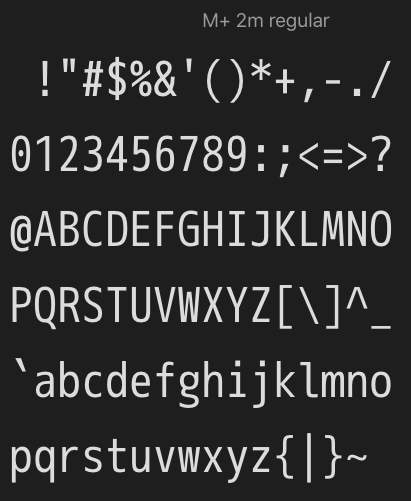 M+ 2m regular
 !"#$%&'()*+,-./
0123456789:;<=>?
@ABCDEFGHIJKLMNO
PQRSTUVWXYZ[\]^_
`abcdefghijklmno
pqrstuvwxyz{|}~